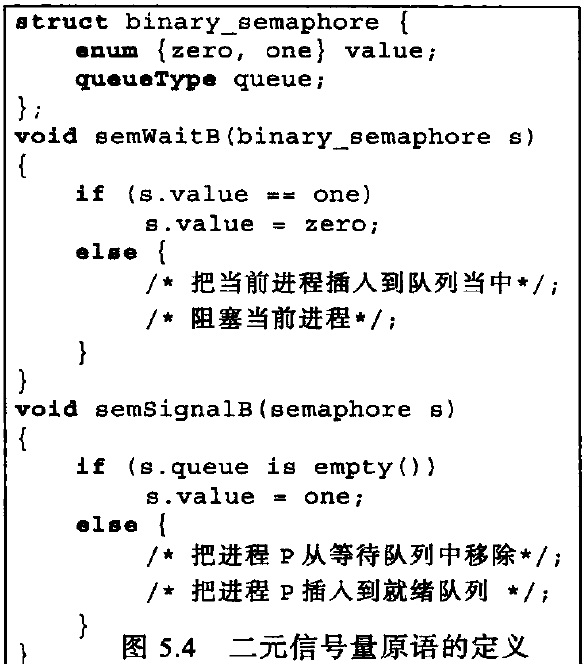 struct binary_semaphore {
enum {zero, one} value;
queueType queue;
};
void semWaitB(binary_semaphore s)
{
if (s.value == one)
s.value = zero;
else {
/* 把当前进程插入到队列当中*/;
/* 阻塞当前进程*/;
}
}
void semSignalB(semaphore s)
{
if (s.queue is empty())
s.value = one;
else {
/* 把进程 P 从等待队列中移除*/;
/* 把进程 P 插入到就绪队列 */;
}
}
图 5.4 二元信号量原语的定义